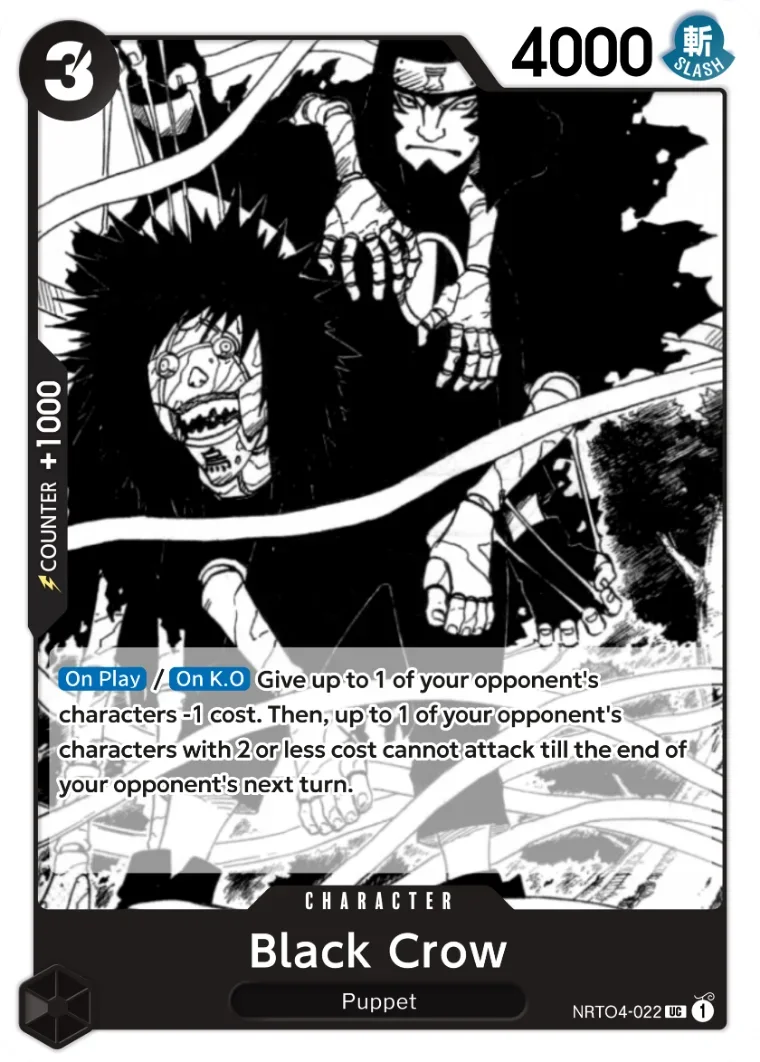 3
4000
斬
SLASH
COUNTER +1000
On Play / On K.O Give up to 1 of your opponent's
characters -1 cost. Then, up to 1 of your opponent's
characters with 2 or less cost cannot attack till the end of
your opponent's next turn.
CHARACTER
Black Crow
Puppet
NRTO4-022 UC 1